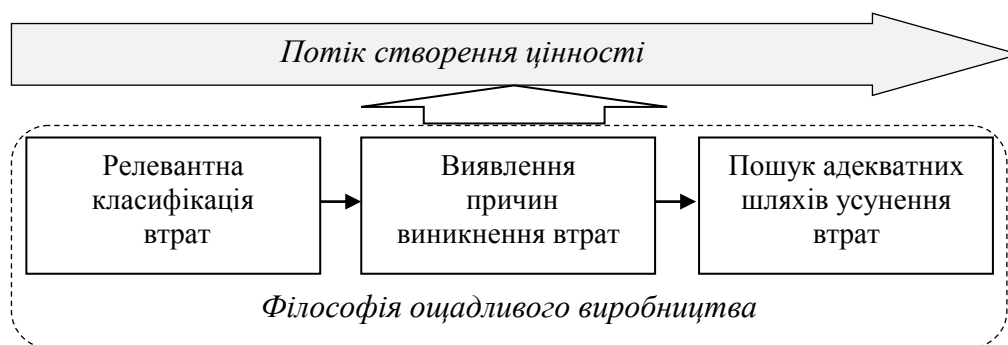 Потік створення цінності
Релевантна
класифікація
втрат
Виявлення
причин
виникнення втрат
Пошук адекватних
шляхів усунення
втрат
Філософія ощадливого виробництва